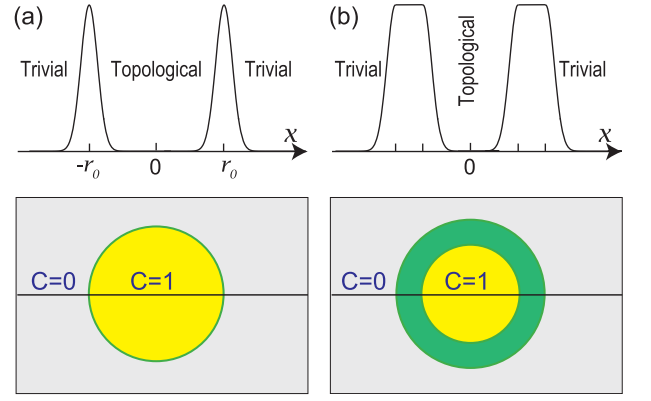 (a)
Trivial Topological Trivial
x
-r0 0 r0
C=0 C=1
(b)
Trivial Topological Trivial
x
0
C=0 C=1